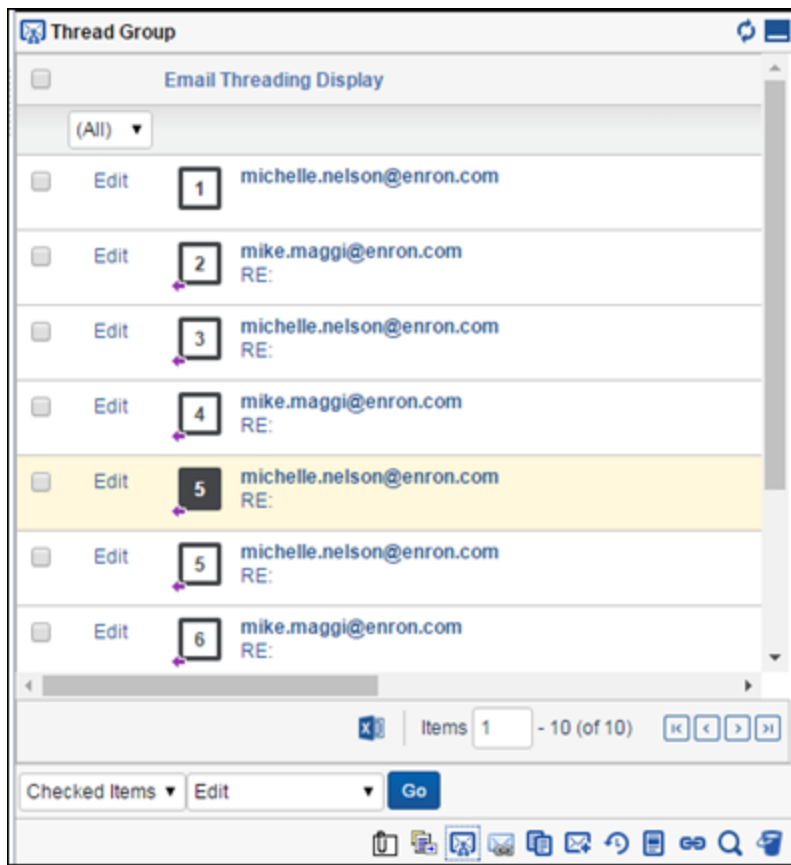 Thread Group
Email Threading Display
(All)
Edit 1 michelle.nelson@enron.com
Edit 2 mike.maggi@enron.com
RE:
Edit 3 michelle.nelson@enron.com
RE:
Edit 4 mike.maggi@enron.com
RE:
Edit 5 michelle.nelson@enron.com
RE:
Edit 5 michelle.nelson@enron.com
RE:
Edit 6 mike.maggi@enron.com
RE:
Items 1 - 10 (of 10)
Checked Items Edit Go